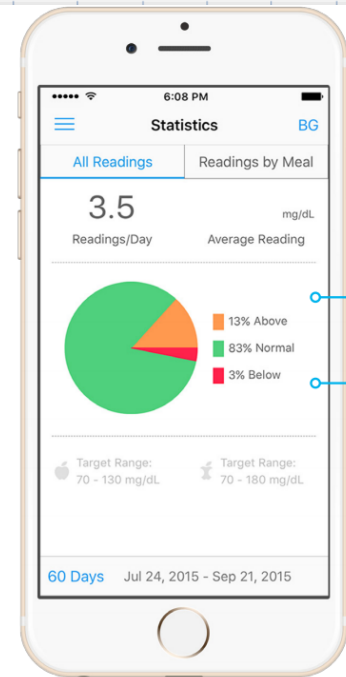 6:08 PM
Statistics
BG
All Readings
Readings by Meal
3.5
mg/dL
Readings/Day
Average Reading
13% Above
83% Normal
3% Below
Target Range:
70 - 130 mg/dL
Target Range:
70 - 180 mg/dL
60 Days
Jul 24, 2015 - Sep 21, 2015